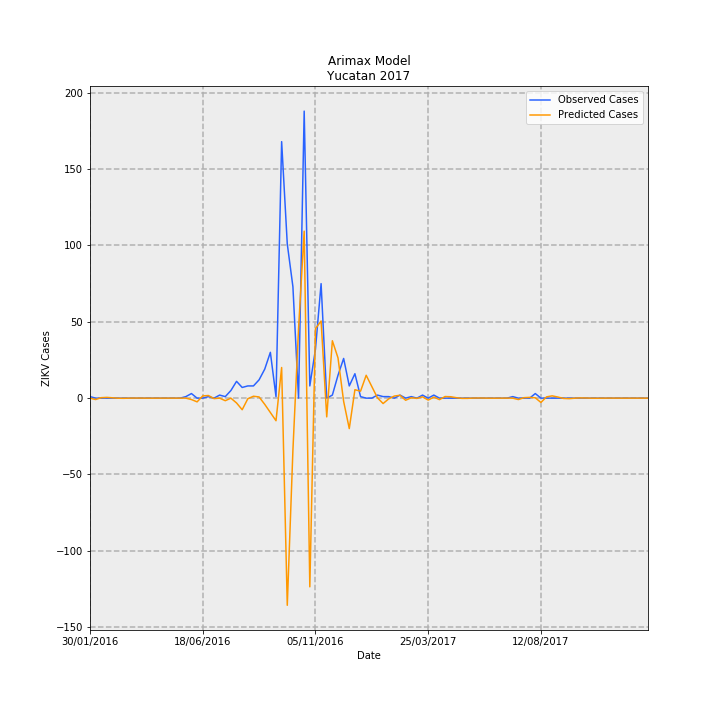 Arimax Model
Yucatan 2017
Observed Cases
Predicted Cases
200
150
100
50
0
−50
−100
−150
ZIKV Cases
30/01/2016
18/06/2016
05/11/2016
25/03/2017
12/08/2017
Date